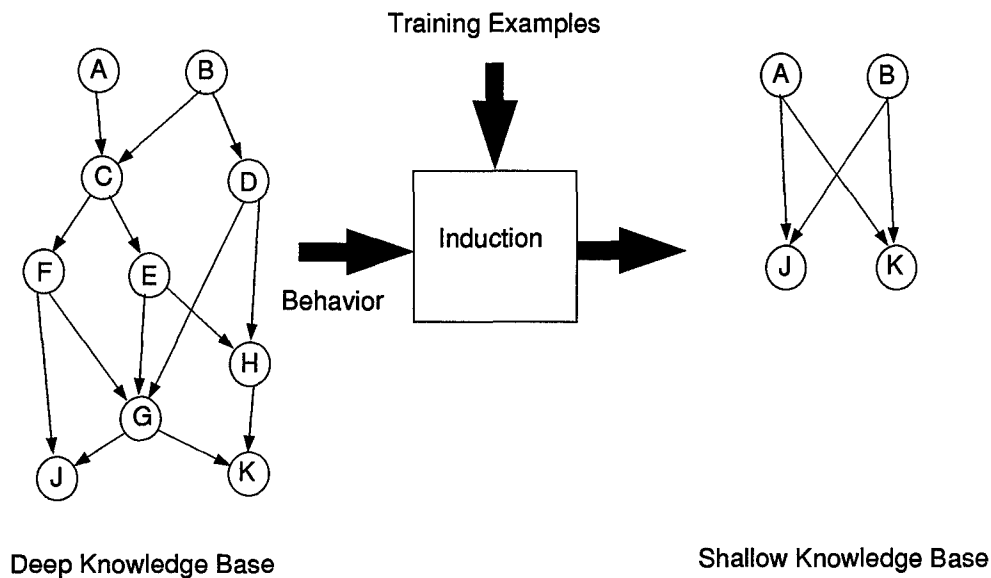 Training Examples
A
B
A
B
C
D
Induction
F
E
J
K
Behavior
H
G
J
K
Deep Knowledge Base
Shallow Knowledge Base